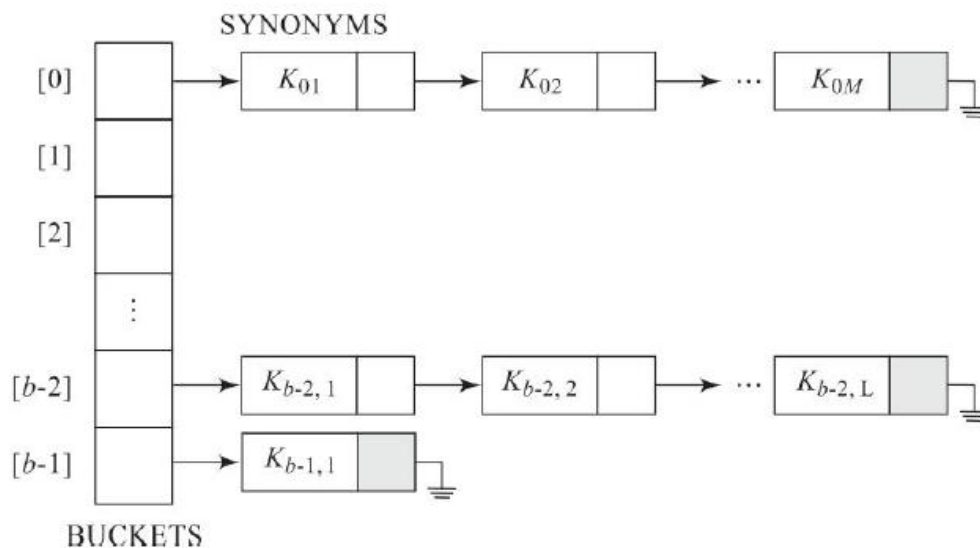 SYNONYMS
[0] K01 K02 ... K0M
[1]
[2]
⋮
[b-2] Kb-2, 1 Kb-2, 2 ... Kb-2, L
[b-1] Kb-1, 1
BUCKETS